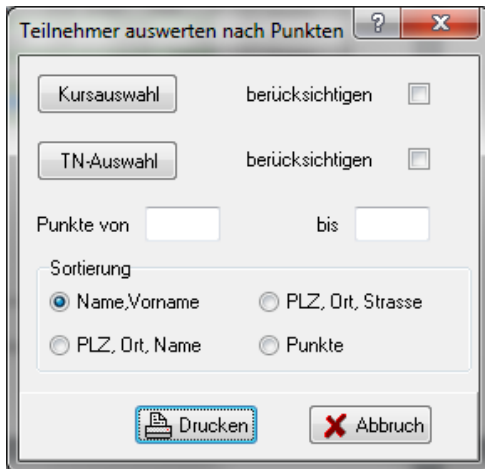 Teilnehmer auswerten nach Punkten ?
Kursauswahl berücksichtigen
TN-Auswahl berücksichtigen
Punkte von bis
Sortierung
Name,Vorname PLZ, Ort, Strasse
PLZ, Ort, Name Punkte
Drucken Abbruch